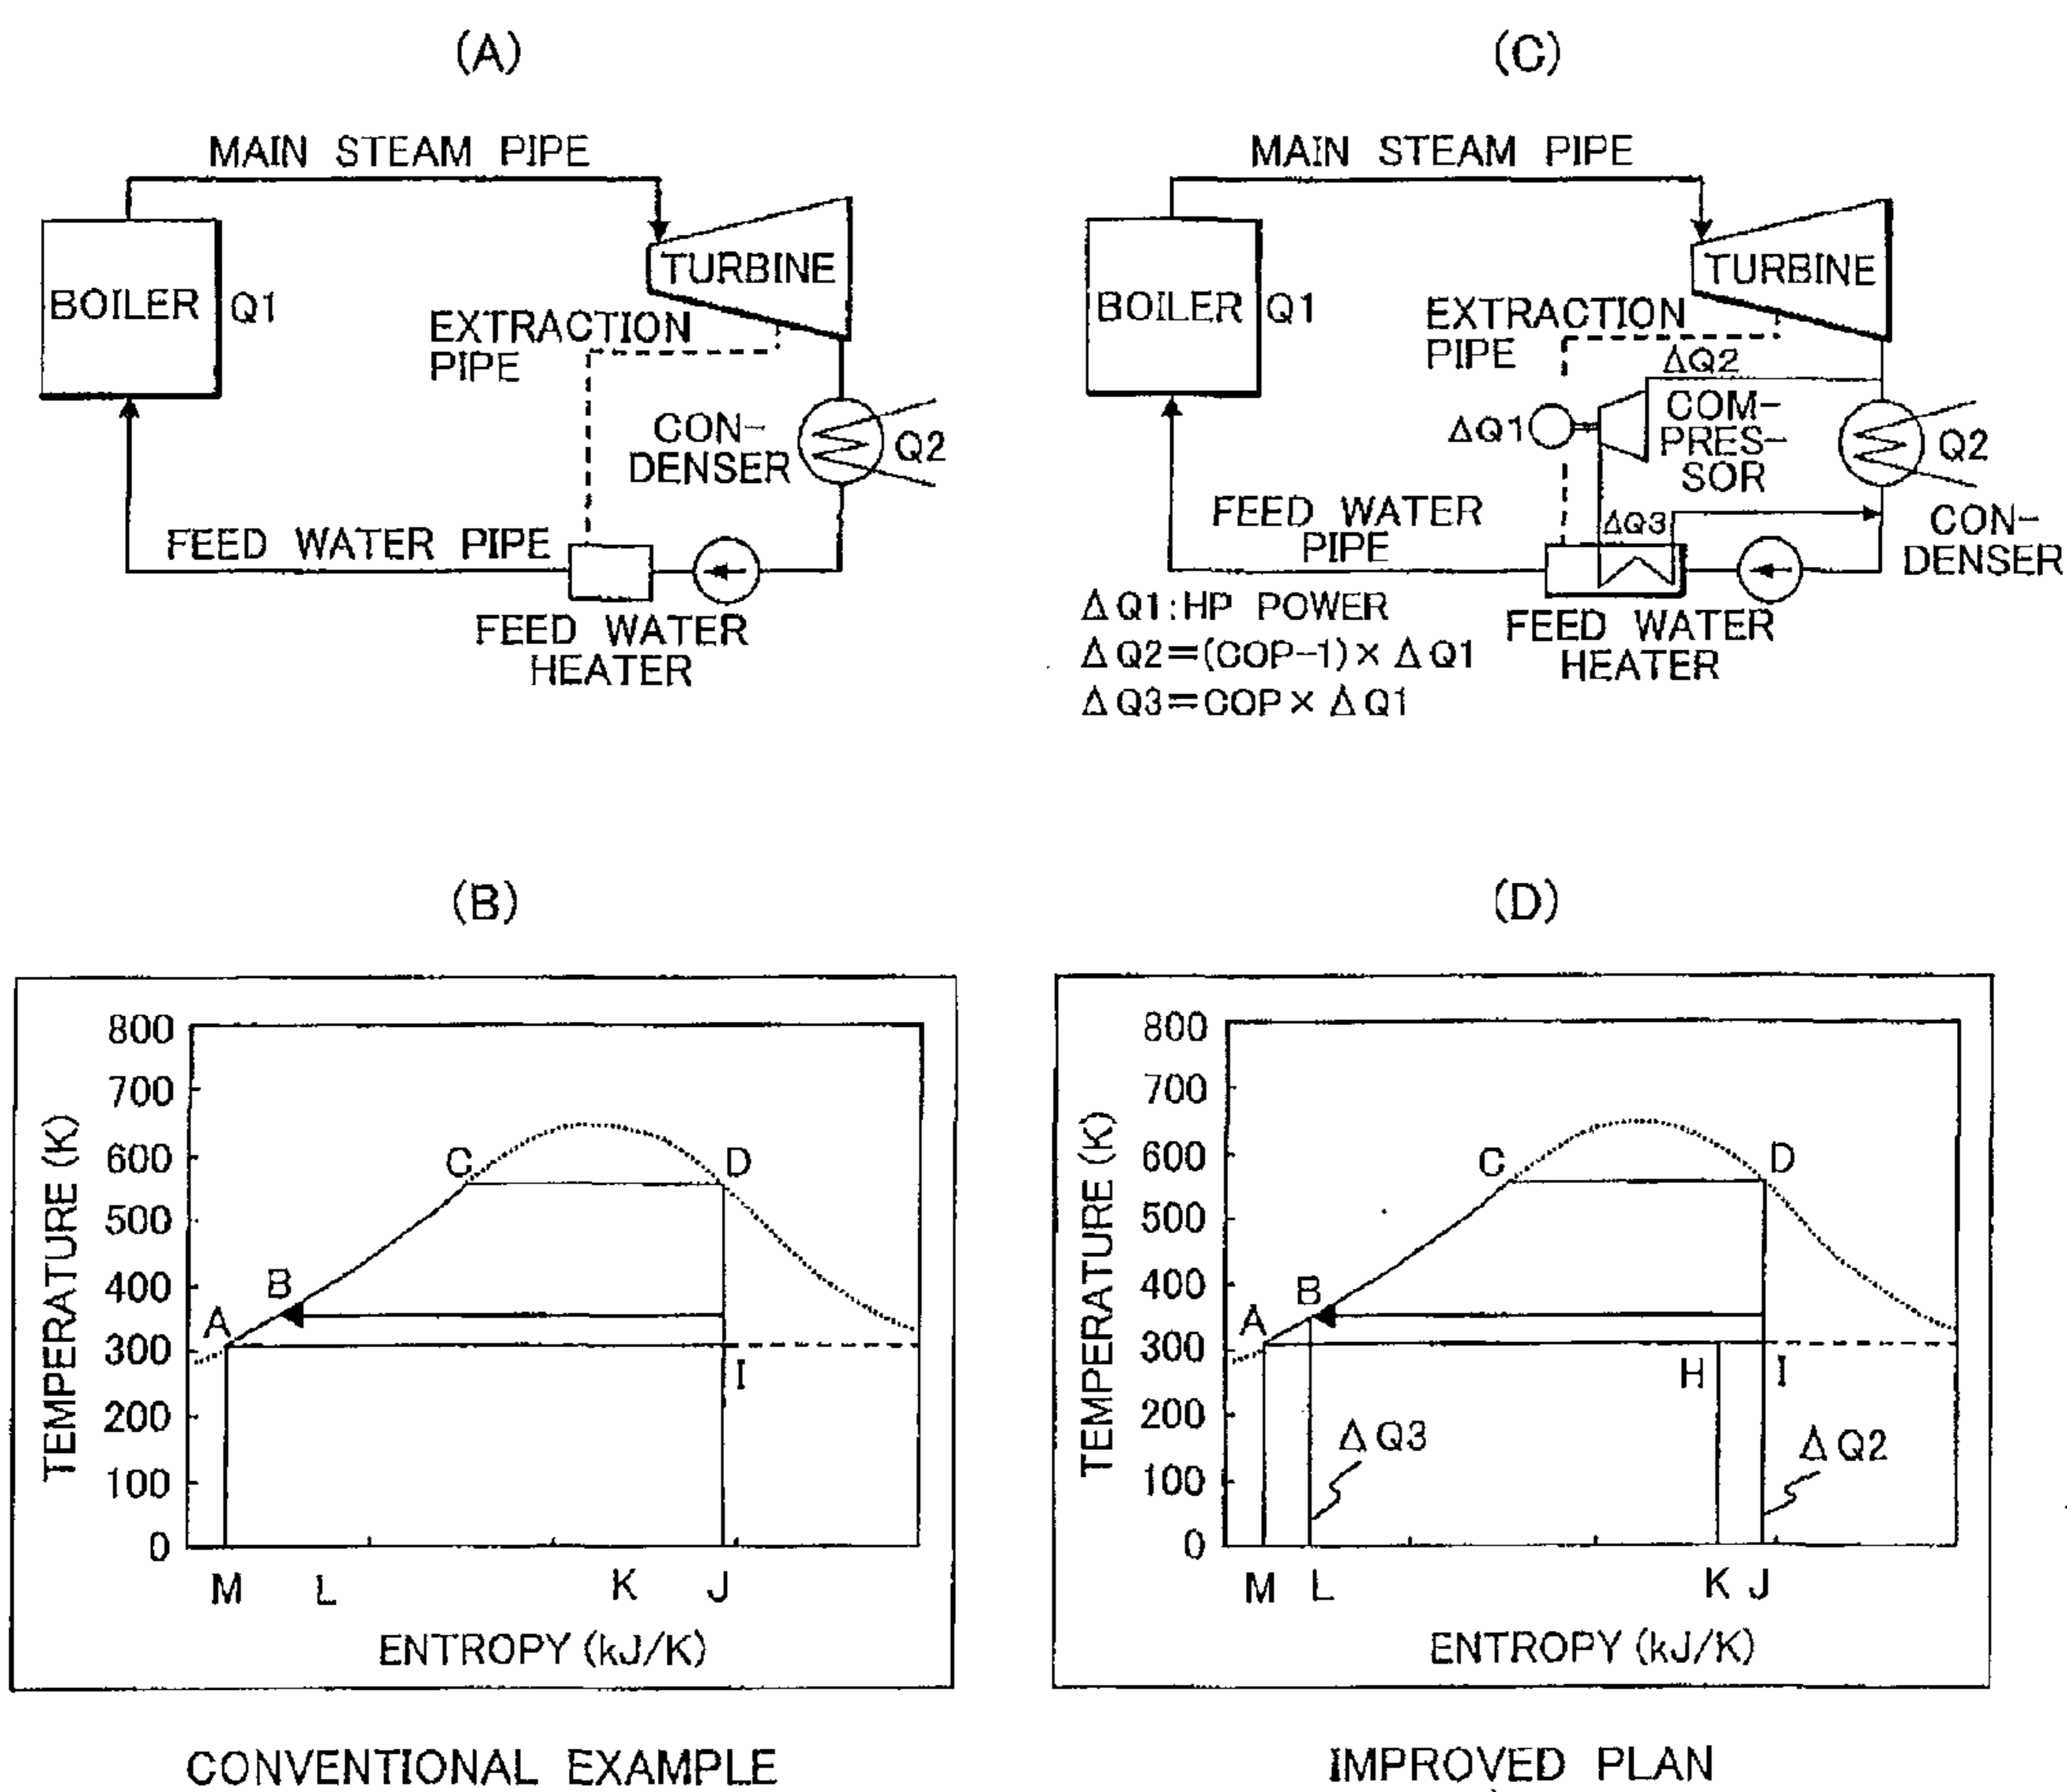 (A)
MAIN STEAM PIPE
BOILER
Q1
TURBINE
EXTRACTION
PIPE
CON-
DENSER
Q2
FEED WATER PIPE
FEED WATER
HEATER
(C)
MAIN STEAM PIPE
BOILER
Q1
TURBINE
EXTRACTION
PIPE
ΔQ2
ΔQ1
COM-
PRES-
SOR
Q2
FEED WATER
PIPE
ΔQ3
CON-
DENSER
FEED WATER
HEATER
ΔQ1:HP POWER
ΔQ2=(COP-1)×ΔQ1
ΔQ3=COP×ΔQ1
(B)
TEMPERATURE (K)
800
700
600
500
400
300
200
100
0
A
B
C
D
I
M
L
K
J
ENTROPY (kJ/K)
CONVENTIONAL EXAMPLE
(D)
TEMPERATURE (K)
800
700
600
500
400
300
200
100
0
A
B
C
D
H
I
ΔQ3
ΔQ2
M
L
K
J
ENTROPY (kJ/K)
IMPROVED PLAN